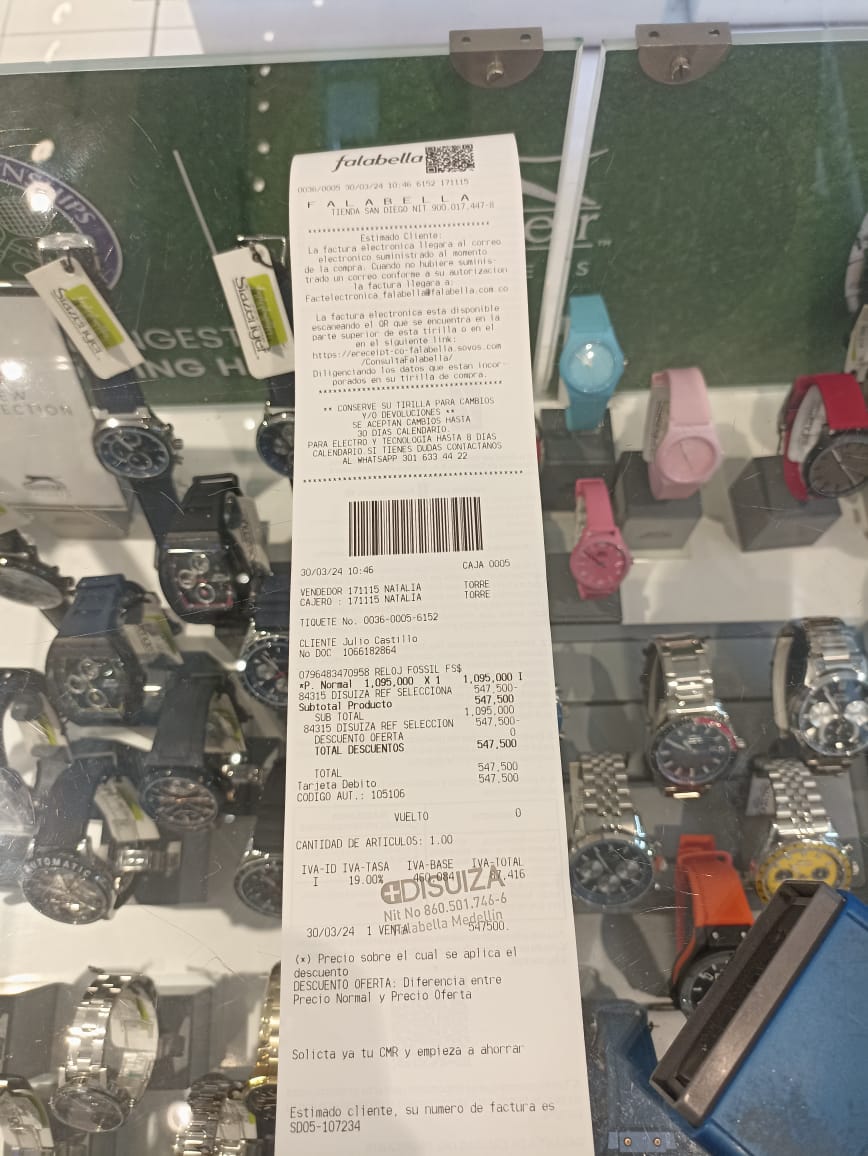 falabella
0036/0005 30/03/24 10:46 6152 171115
F A L A B E L L A
TIENDA SAN DIEGO NIT 900.017.447-8
Estimado Cliente:
La factura electronica llegara al correo
electronico suministrado al momento
de la compra. Cuando no hubiere suminis-
trado un correo conforme a su autorizacion
la factura llegara a:
Factelectronica_falabella@falabella.com.co
La factura electronica esta disponible
escaneando el QR que se encuentra en la
parte superior de esta tirilla o en el
en el siguiente link:
https://ereceipt-co-falabella.sovos.com
/ConsultaFalabella/
Diligenciando los datos que estan incor-
porados en su tirilla de compra.
** CONSERVE SU TIRILLA PARA CAMBIOS
Y/O DEVOLUCIONES **
SE ACEPTAN CAMBIOS HASTA
30 DIAS CALENDARIO.
PARA ELECTRO Y TECNOLOGIA HASTA 8 DIAS
CALENDARIO.SI TIENES DUDAS CONTACTANOS
AL WHATSAPP 301 633 44 22
30/03/24 10:46 CAJA 0005
VENDEDOR 171115 NATALIA TORRE
CAJERO : 171115 NATALIA TORRE
TIQUETE No. 0036-0005-6152
CLIENTE Julio Castillo
No DOC 1066182864
0796483470958 RELOJ FOSSIL FS$
*P. Normal 1,095,000 X 1 1,095,000 I
84315 DISUIZA REF SELECCIONA 547,500-
Subtotal Producto 547,500
SUB TOTAL 1,095,000
84315 DISUIZA REF SELECCION 547,500-
DESCUENTO OFERTA 0
TOTAL DESCUENTOS 547,500
TOTAL 547,500
Tarjeta Debito 547,500
CODIGO AUT.: 105106
VUELTO 0
CANTIDAD DE ARTICULOS: 1.00
IVA-ID IVA-TASA IVA-BASE IVA-TOTAL
I 19.00% 460,084 87,416
DISUIZA
Nit No 860.501.746-6
Falabella Medellin
30/03/24 1 VENTA 547500.
(*) Precio sobre el cual se aplica el
descuento
DESCUENTO OFERTA: Diferencia entre
Precio Normal y Precio Oferta
Solicta ya tu CMR y empieza a ahorrar
Estimado cliente, su numero de factura es
SD05-107234
Slazenger
Slazenger
AUTOMATIC